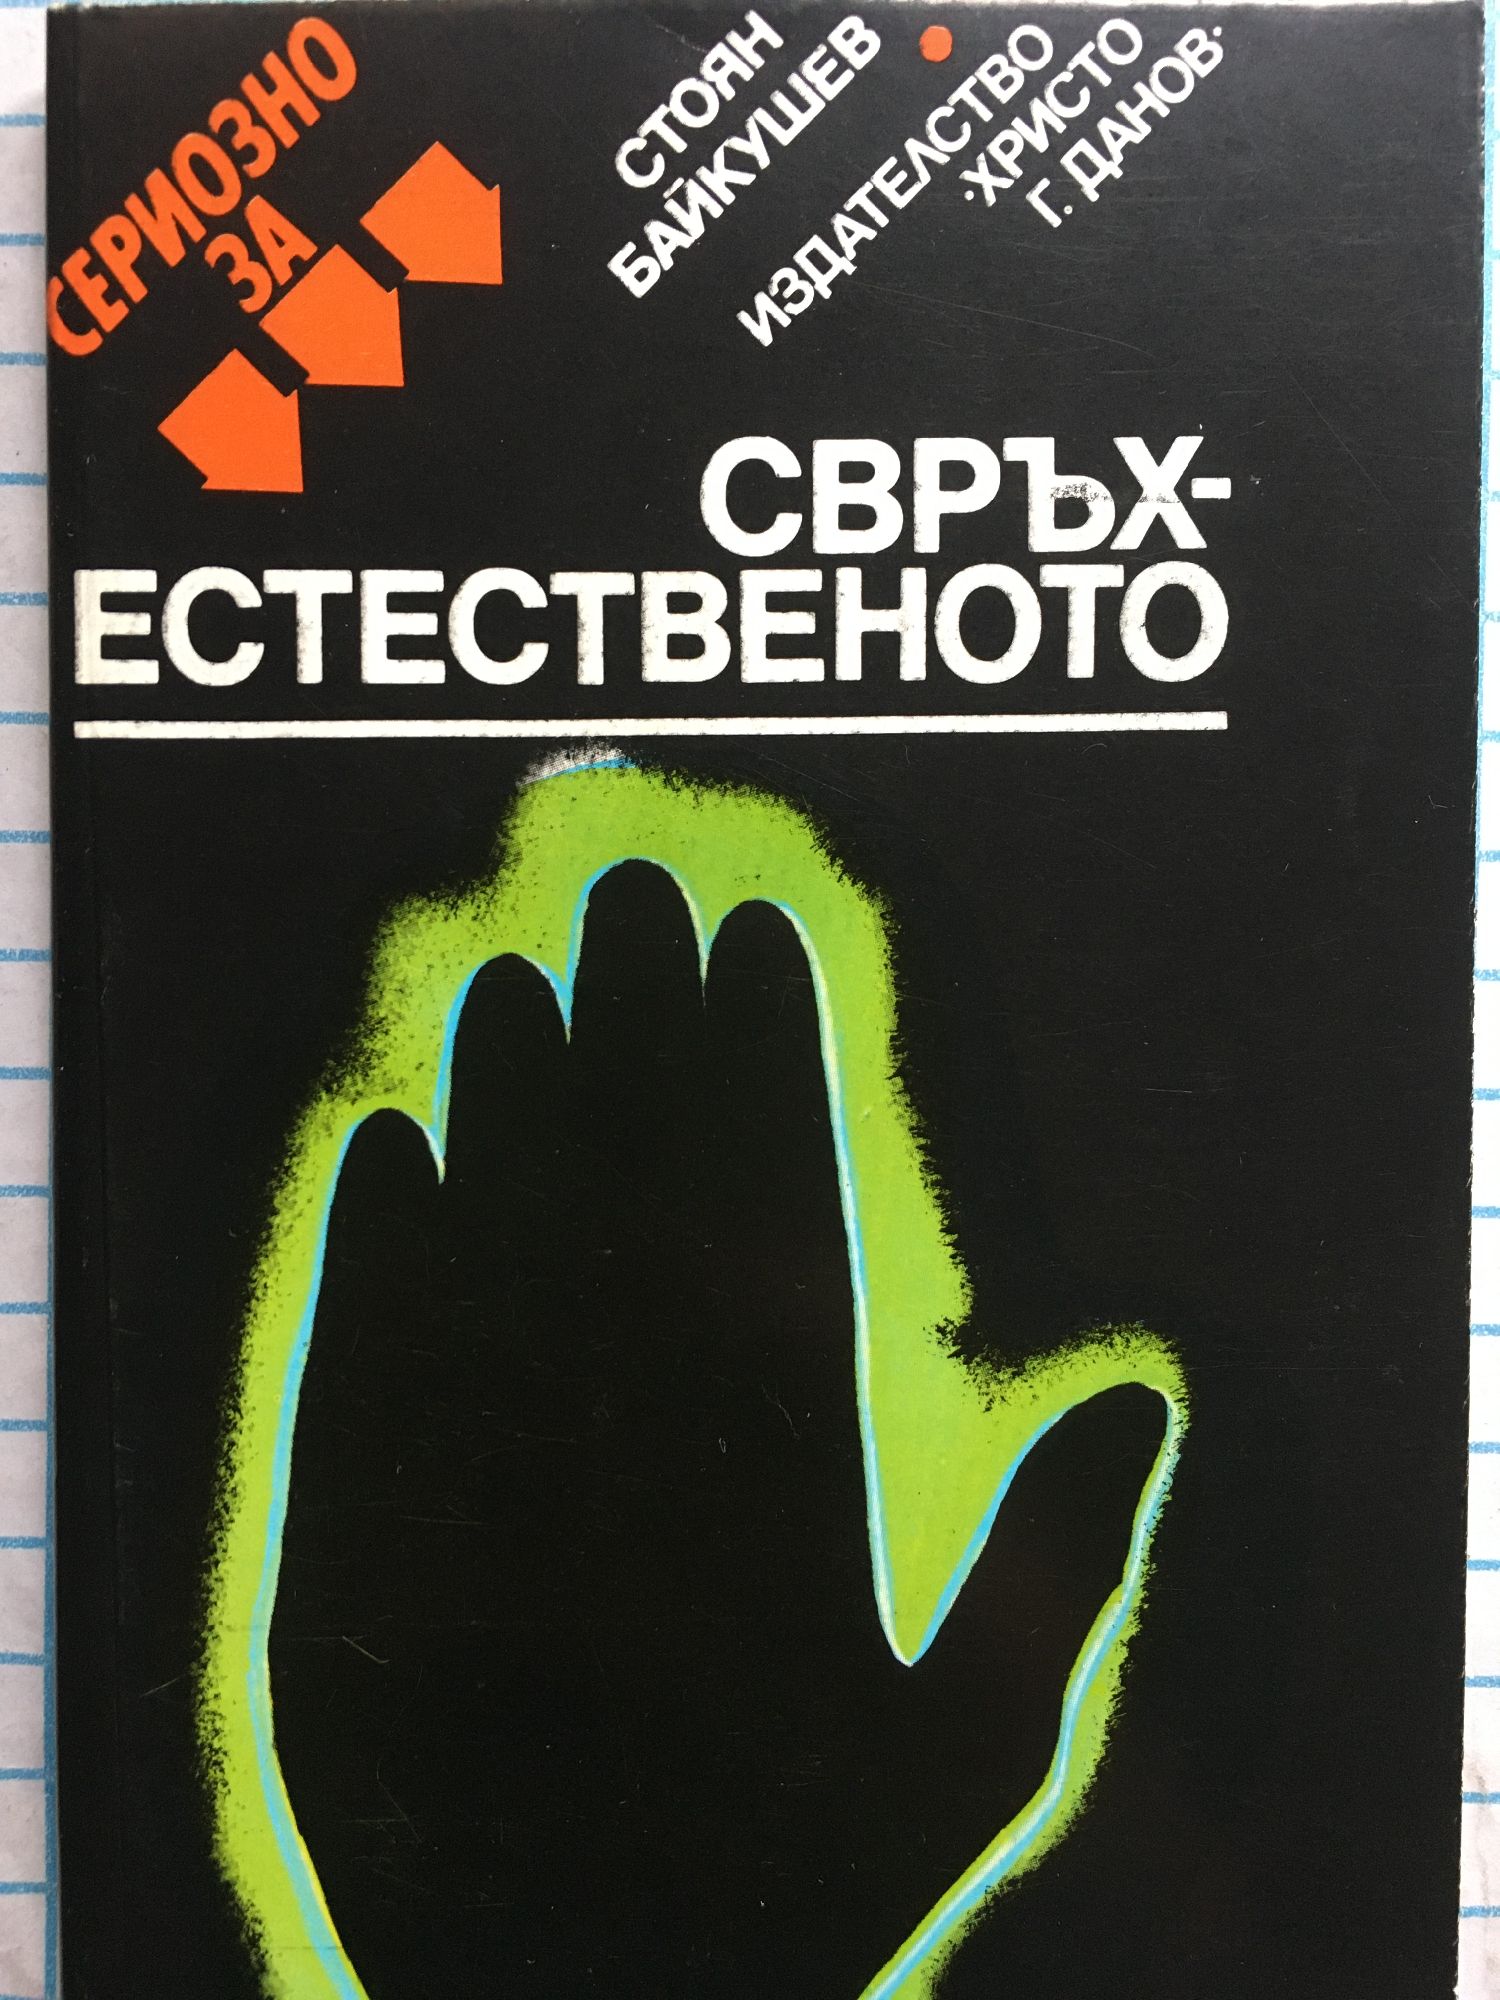 СЕРИОЗНО
ЗА
СТОЯН
БАЙКУШЕВ
ИЗДАТЕЛСТВО
·ХРИСТО
Г. ДАНОВ·
СВРЪХ-
ЕСТЕСТВЕНОТО